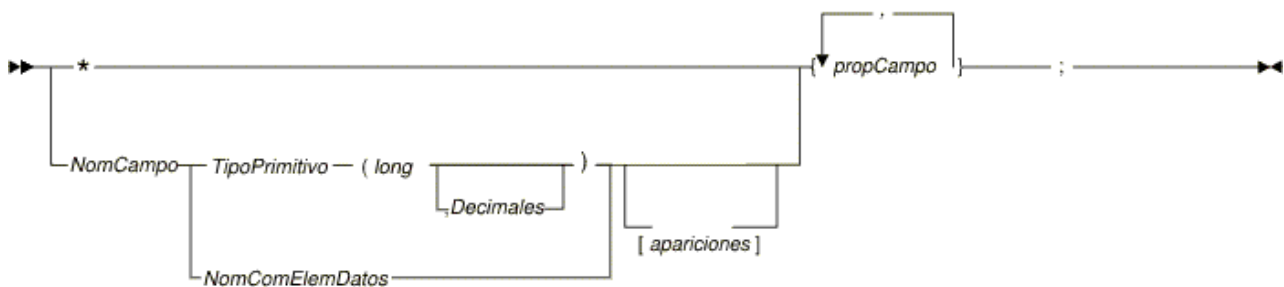 ,
* { propCampo } ;
NomCampo TipoPrimitivo ( long )
,Decimales
[ apariciones ]
NomComElemDatos